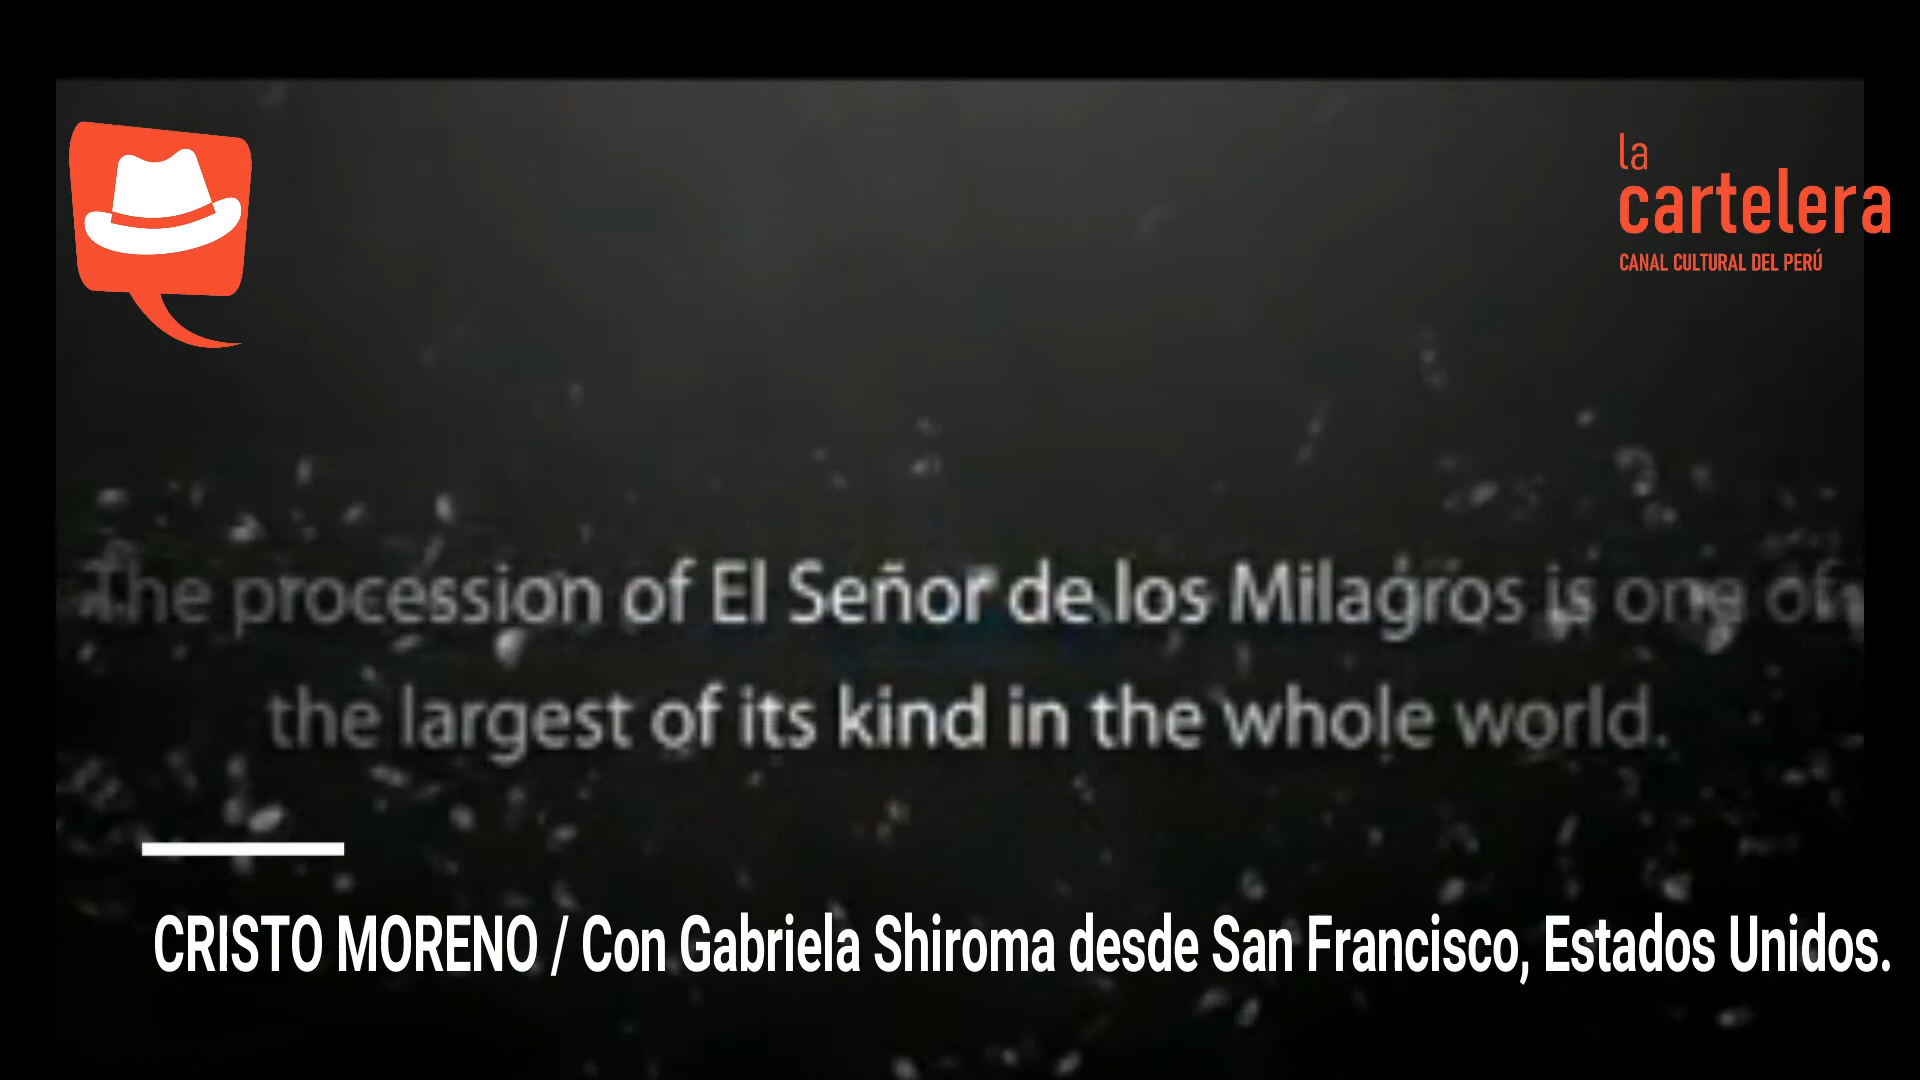 la
cartelera
CANAL CULTURAL DEL PERÚ
The procession of El Señor de los Milagros is one of
the largest of its kind in the whole world.
CRISTO MORENO / Con Gabriela Shiroma desde San Francisco, Estados Unidos.